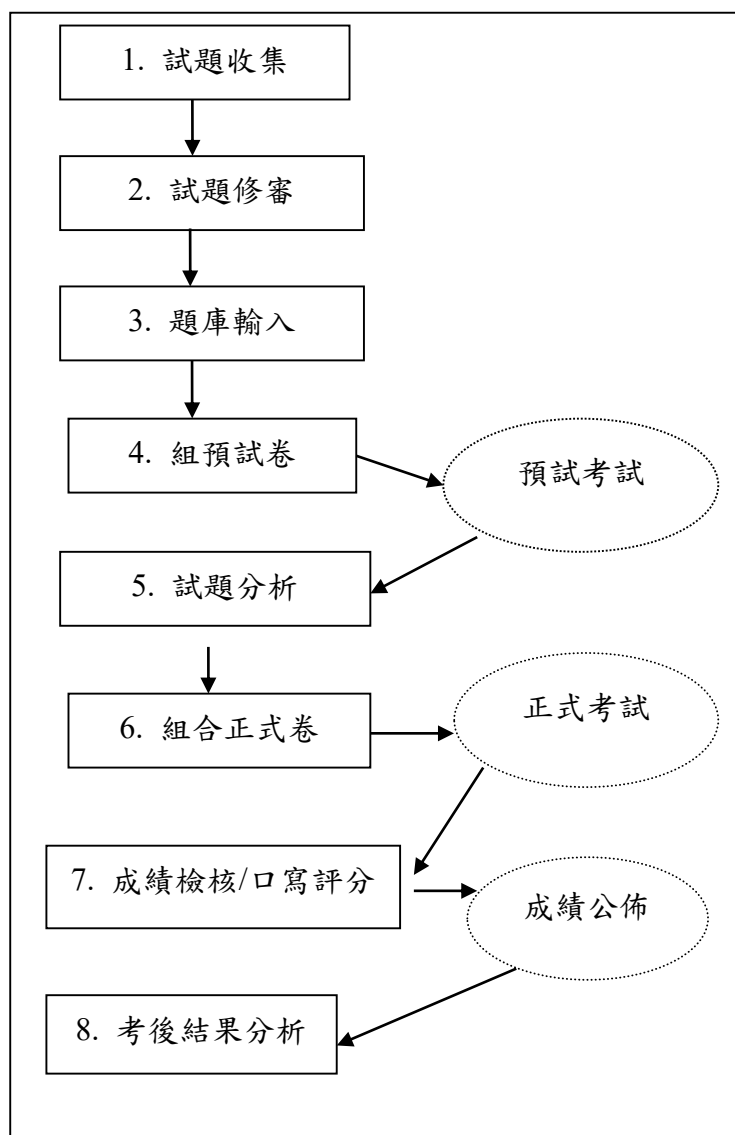 1. 試題收集
2. 試題修審
3. 題庫輸入
4. 組預試卷
預試考試
5. 試題分析
6. 組合正式卷
正式考試
7. 成績檢核/口寫評分
成績公佈
8. 考後結果分析